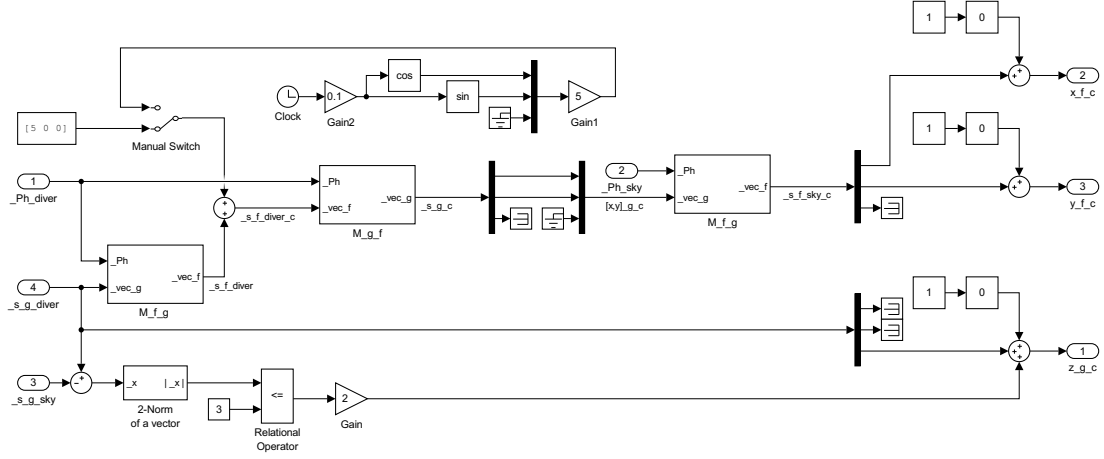 1
0
2
x_f_c
cos
0.1
sin
5
Clock
Gain2
Gain1
[5 0 0]
Manual Switch
1
0
3
y_f_c
1
_Ph_diver
_Ph
_vec_f
_vec_g
M_g_f
_s_f_diver_c
_s_g_c
2
_Ph_sky
[x,y]_g_c
_Ph
_vec_g
_vec_f
M_f_g
_s_f_sky_c
_Ph
_vec_g
_vec_f
M_f_g
_s_f_diver
4
_s_g_diver
1
0
1
z_g_c
3
_s_g_sky
_x
|_x|
2-Norm
of a vector
3
<=
Relational
Operator
2
Gain